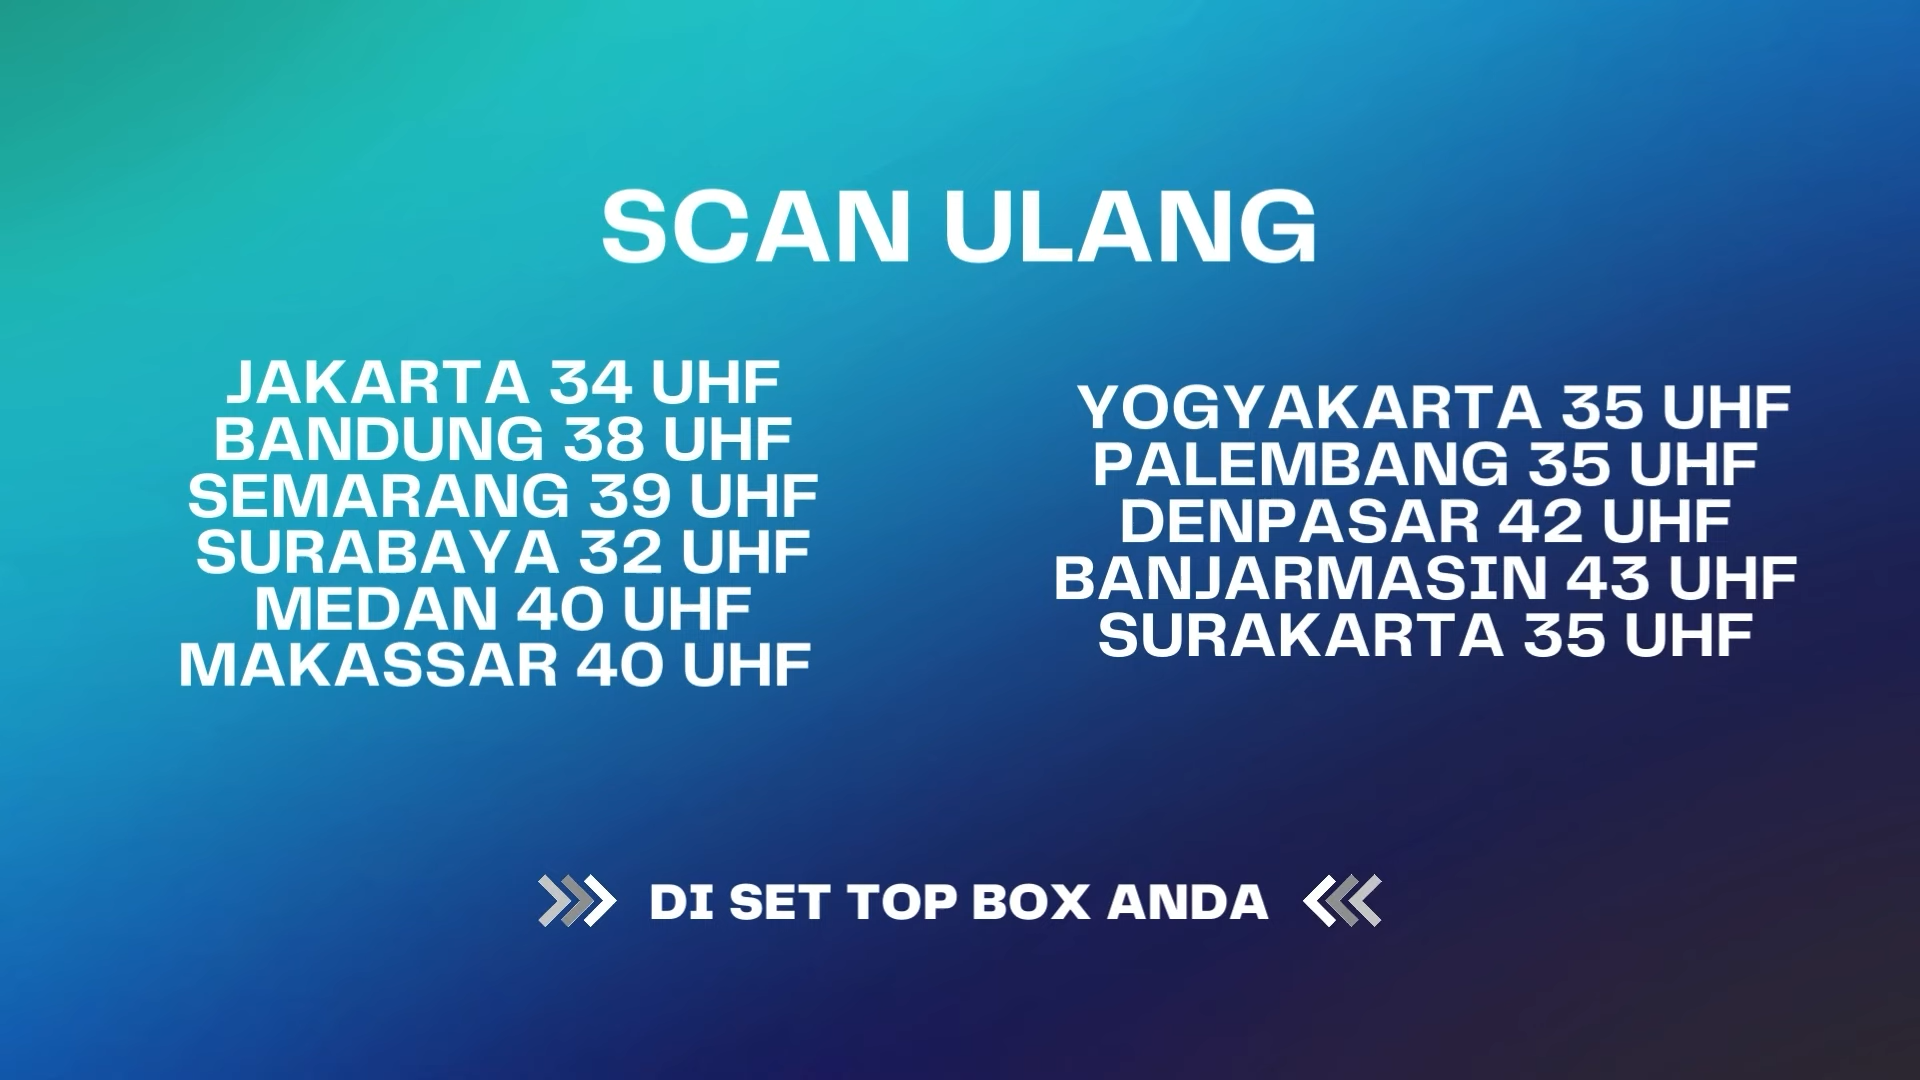 SCAN ULANG
JAKARTA 34 UHF
BANDUNG 38 UHF
SEMARANG 39 UHF
SURABAYA 32 UHF
MEDAN 40 UHF
MAKASSAR 40 UHF
YOGYAKARTA 35 UHF
PALEMBANG 35 UHF
DENPASAR 42 UHF
BANJARMASIN 43 UHF
SURAKARTA 35 UHF
DI SET TOP BOX ANDA